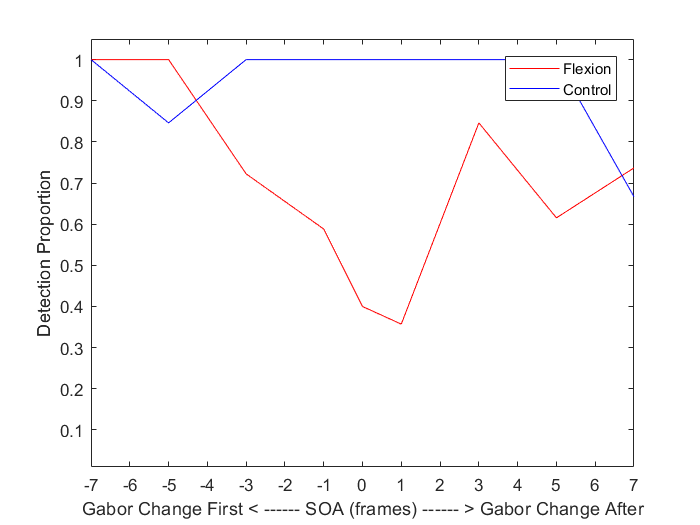 1
0.9
0.8
0.7
0.6
0.5
0.4
0.3
0.2
0.1
Detection Proportion
Flexion
Control
-7 -6 -5 -4 -3 -2 -1 0 1 2 3 4 5 6 7
Gabor Change First < ------ SOA (frames) ------ > Gabor Change After